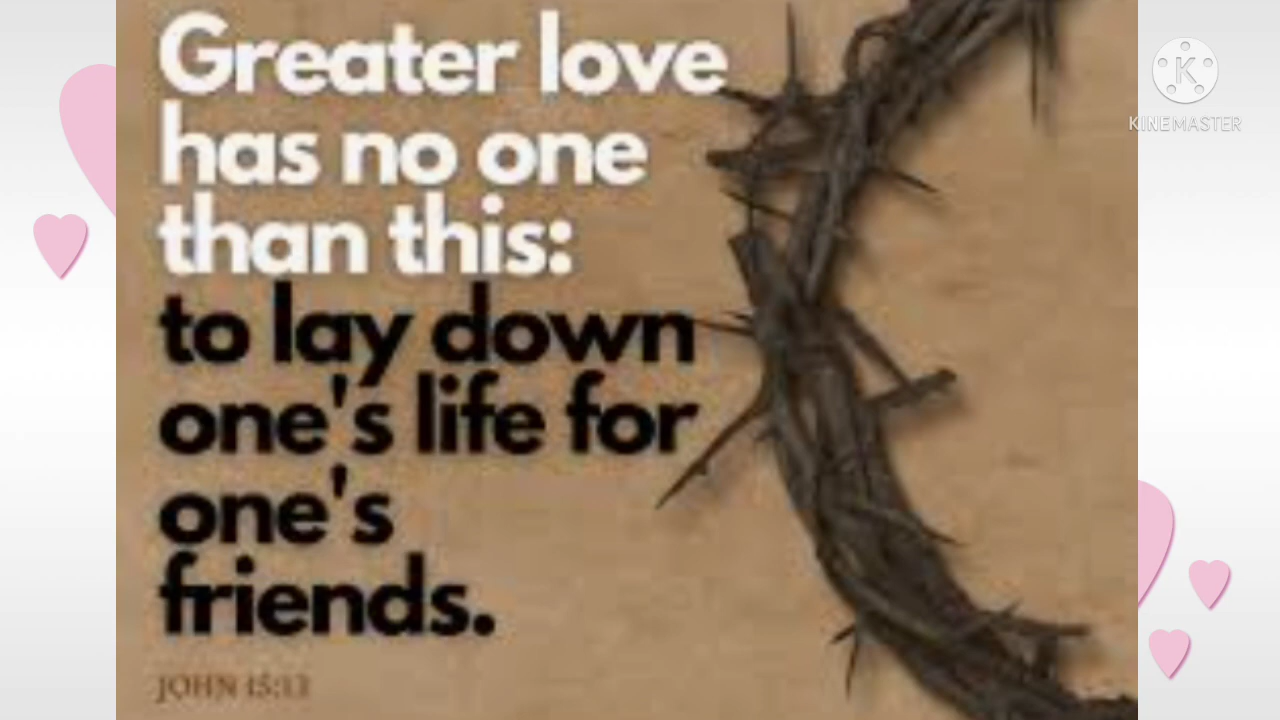 Greater love
has no one
than this:
to lay down
one's life for
one's
friends.
JOHN 15:13
K
KINEMASTER